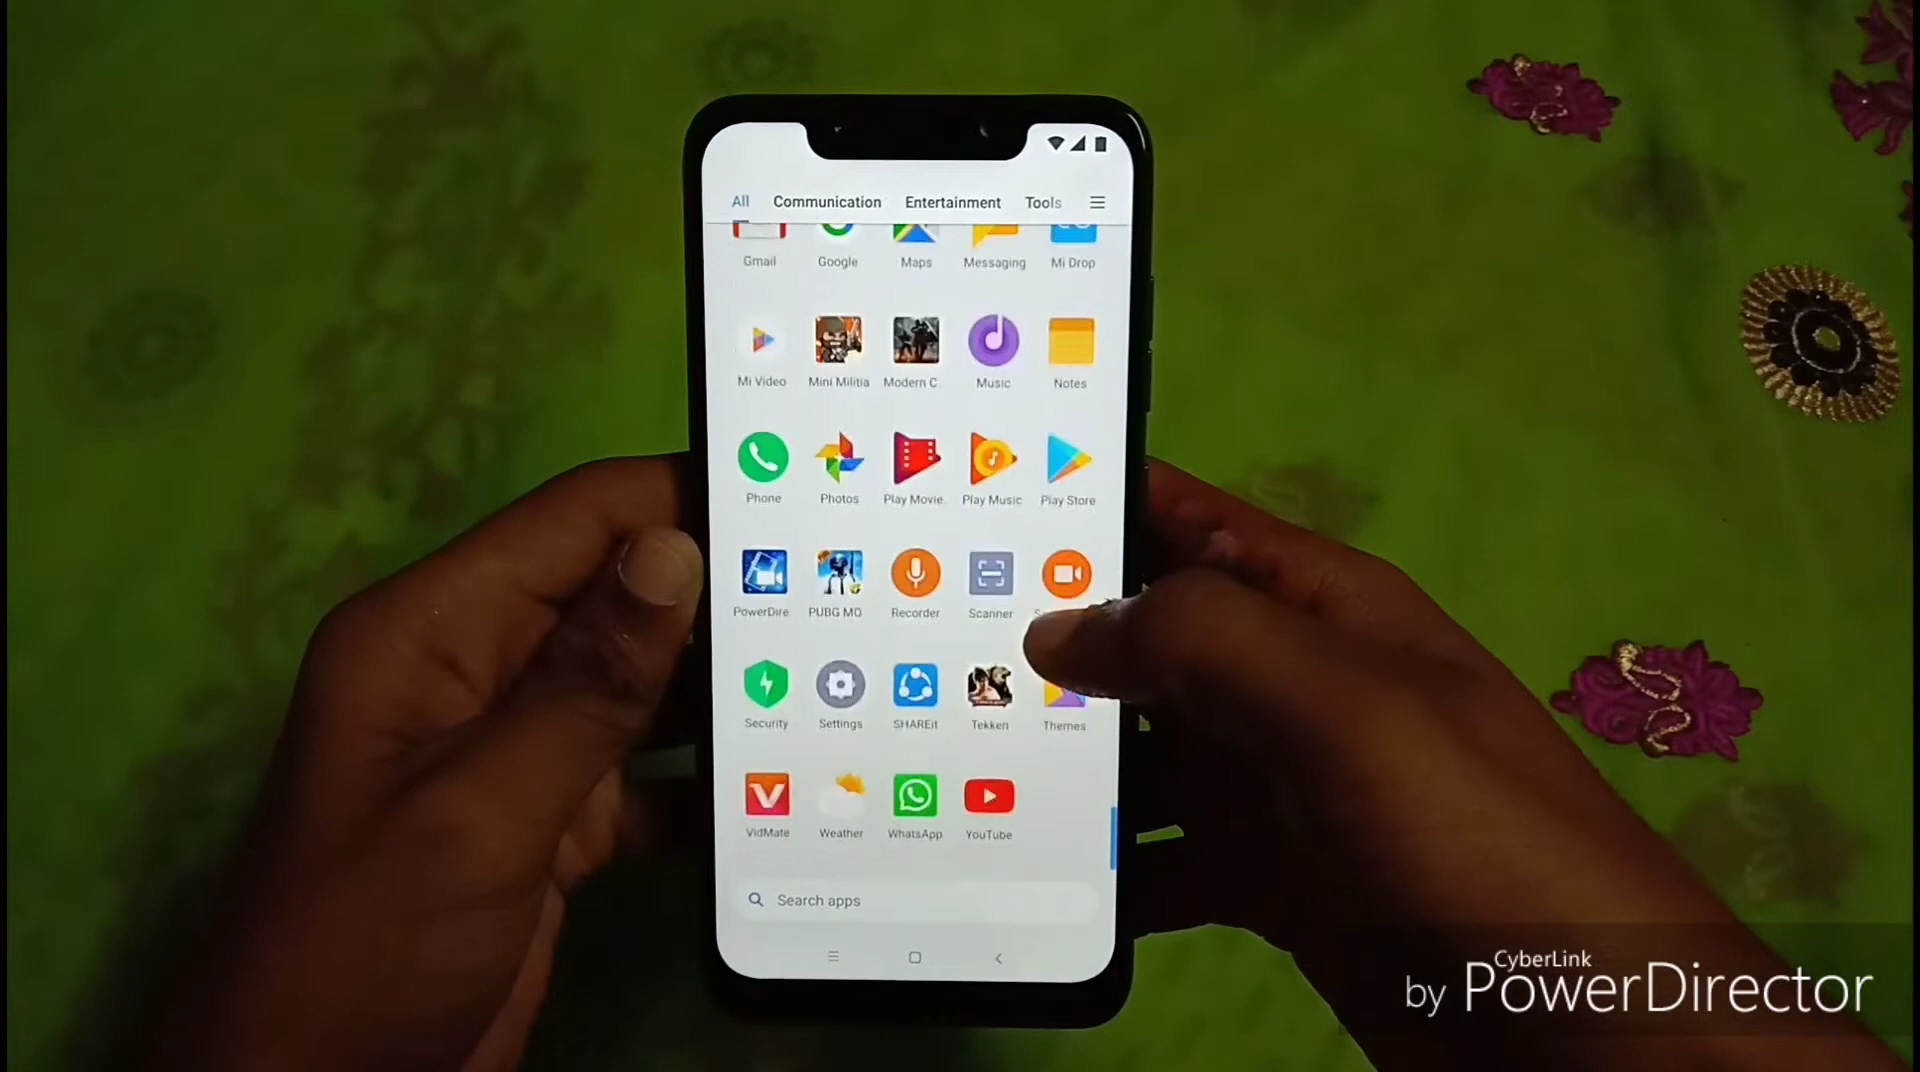 All Communication Entertainment Tools
Gmail Google Maps Messaging Mi Drop
Mi Video Mini Militia Modern C. Music Notes
Phone Photos Play Movie. Play Music Play Store
PowerDire PUBG MO Recorder Scanner
Security Settings SHAREit Tekken Themes
VidMate Weather WhatsApp YouTube
Search apps
CyberLink
by PowerDirector